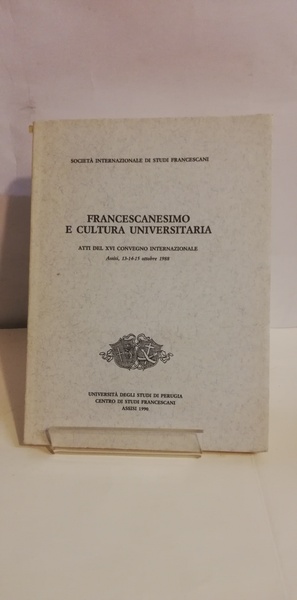 SOCIETÀ INTERNAZIONALE DI STUDI FRANCESCANI
FRANCESCANESIMO
E CULTURA UNIVERSITARIA
ATTI DEL XVI CONVEGNO INTERNAZIONALE
Assisi, 13-14-15 ottobre 1988
UNIVERSITÀ DEGLI STUDI DI PERUGIA
CENTRO DI STUDI FRANCESCANI
ASSISI 1990